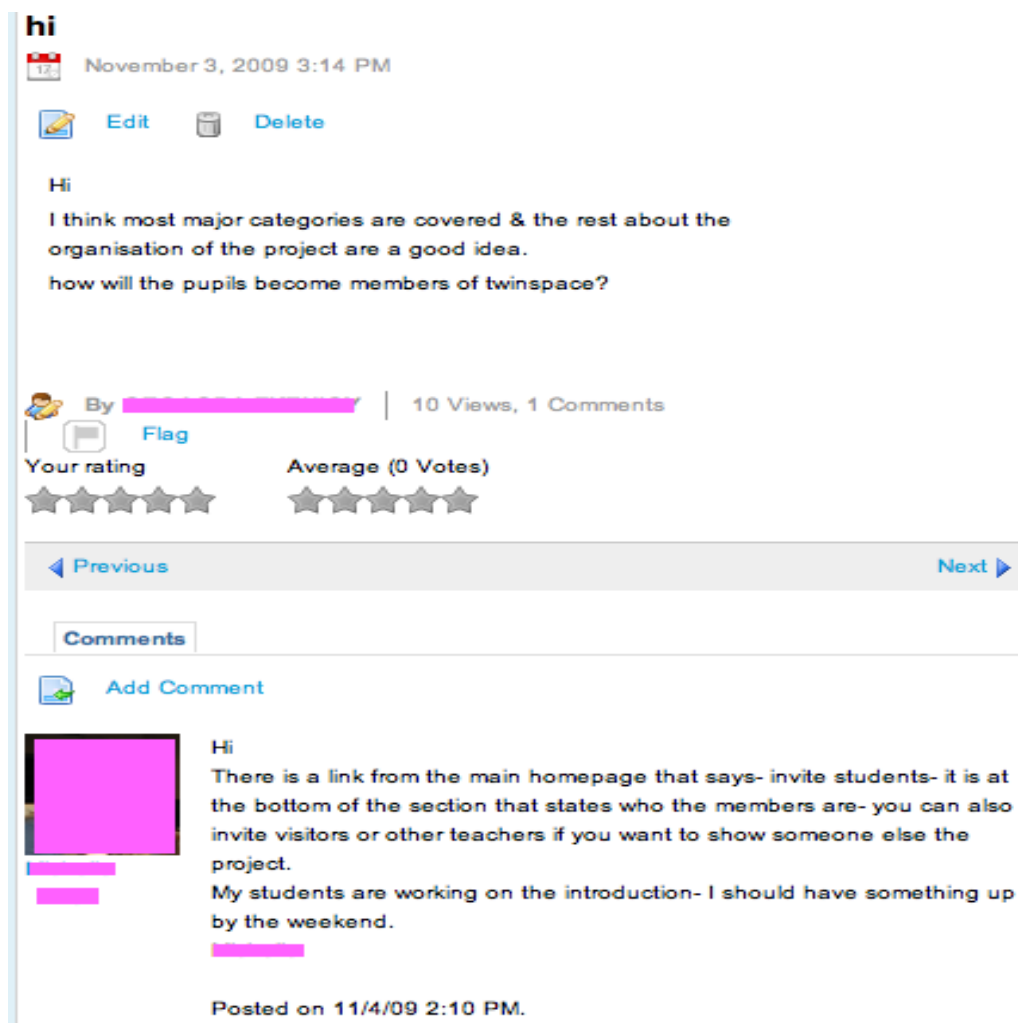 hi
November 3, 2009 3:14 PM
Edit Delete
Hi
I think most major categories are covered & the rest about the
organisation of the project are a good idea.
how will the pupils become members of twinspace?
By | 10 Views, 1 Comments
Flag
Your rating Average (0 Votes)
Previous Next
Comments
Add Comment
Hi
There is a link from the main homepage that says- invite students- it is at
the bottom of the section that states who the members are- you can also
invite visitors or other teachers if you want to show someone else the
project.
My students are working on the introduction- I should have something up
by the weekend.
Posted on 11/4/09 2:10 PM.